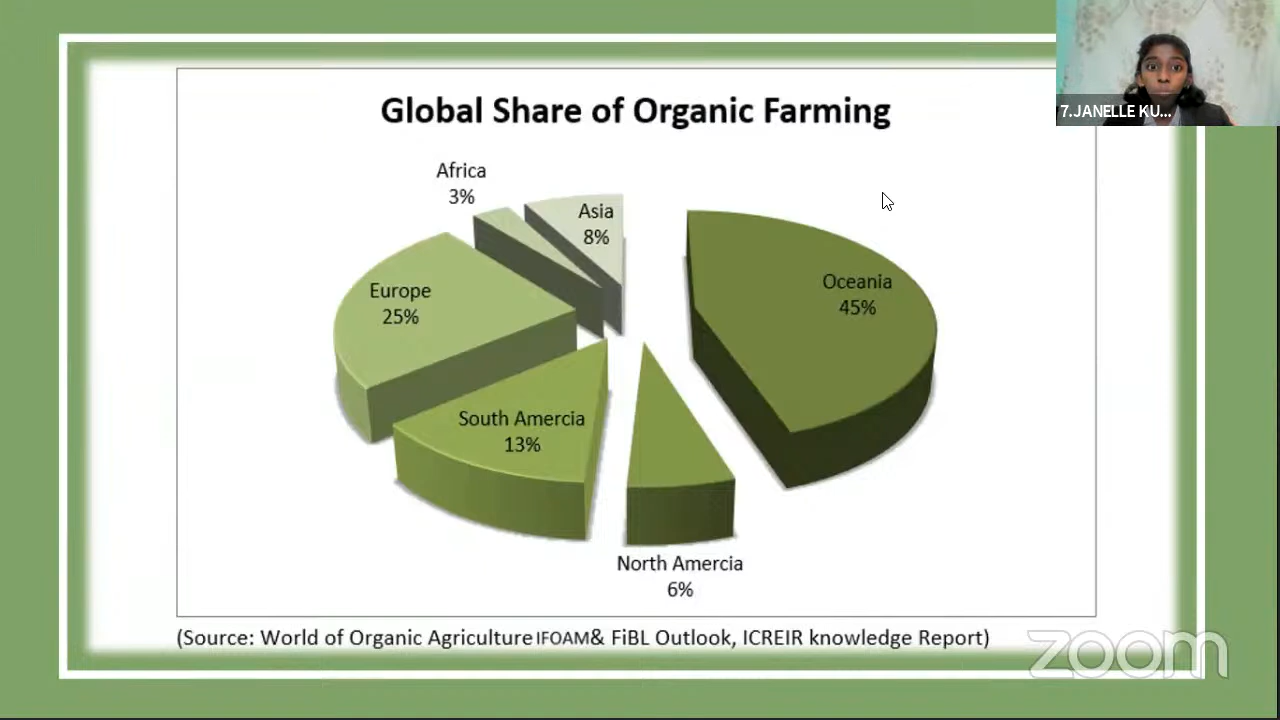 7.JANELLE KU...
Global Share of Organic Farming
Africa
3%
Asia
8%
Oceania
45%
Europe
25%
South Amercia
13%
North Amercia
6%
(Source: World of Organic Agriculture IFOAM& FiBL Outlook, ICREIR knowledge Report)
zoom